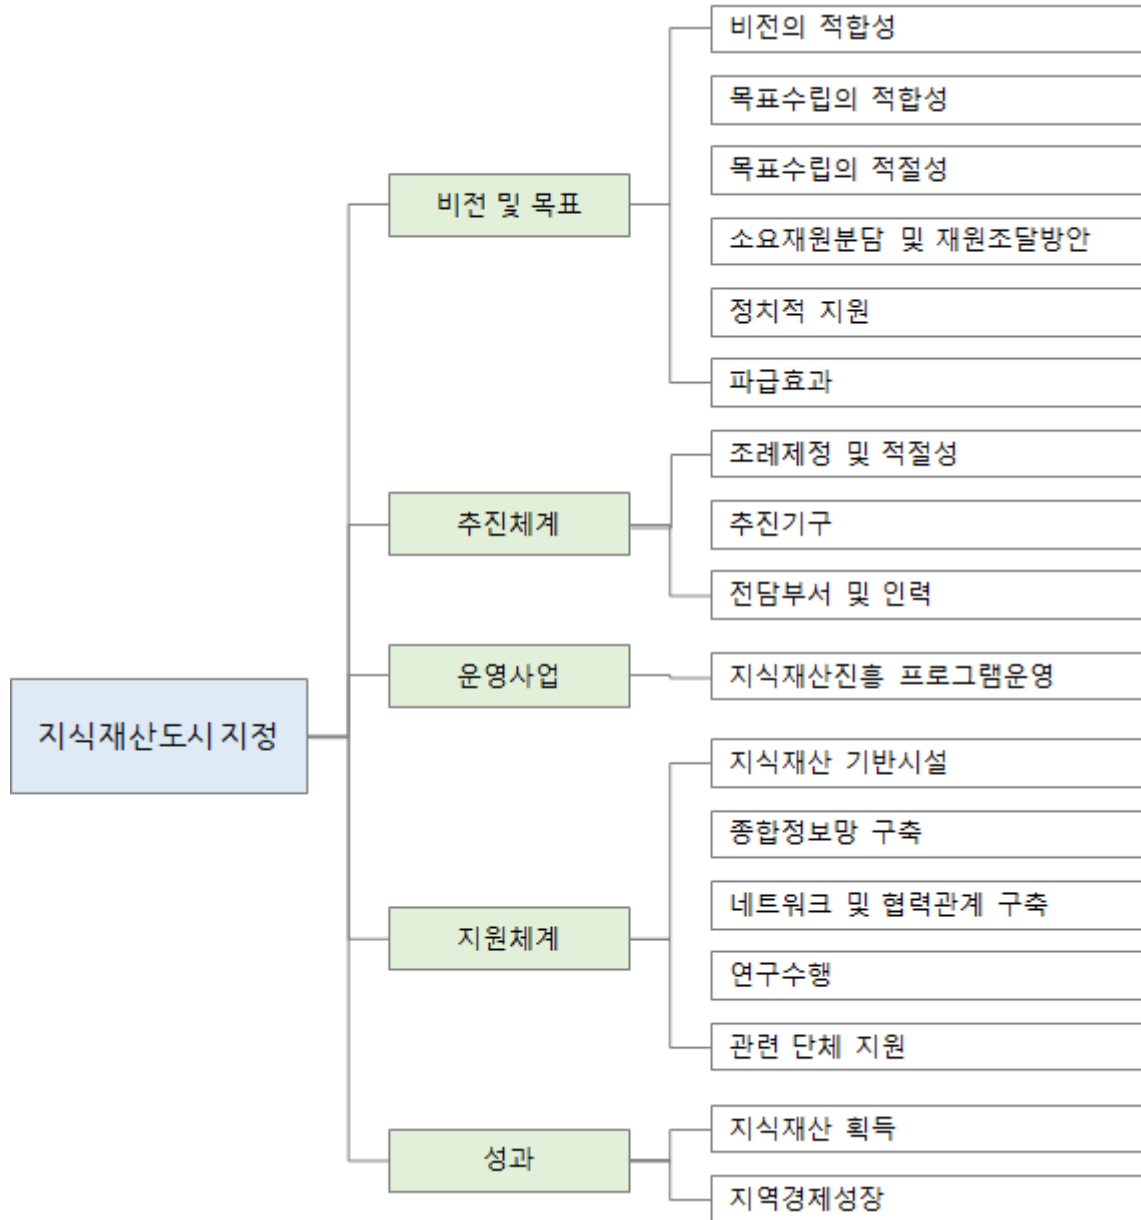 지식재산도시 지정
비전 및 목표
비전의 적합성
목표수립의 적합성
목표수립의 적절성
소요재원분담 및 재원조달방안
정치적 지원
파급효과
추진체계
조례제정 및 적절성
추진기구
전담부서 및 인력
운영사업
지식재산진흥 프로그램운영
지원체계
지식재산 기반시설
종합정보망 구축
네트워크 및 협력관계 구축
연구수행
관련 단체 지원
성과
지식재산 획득
지역경제성장